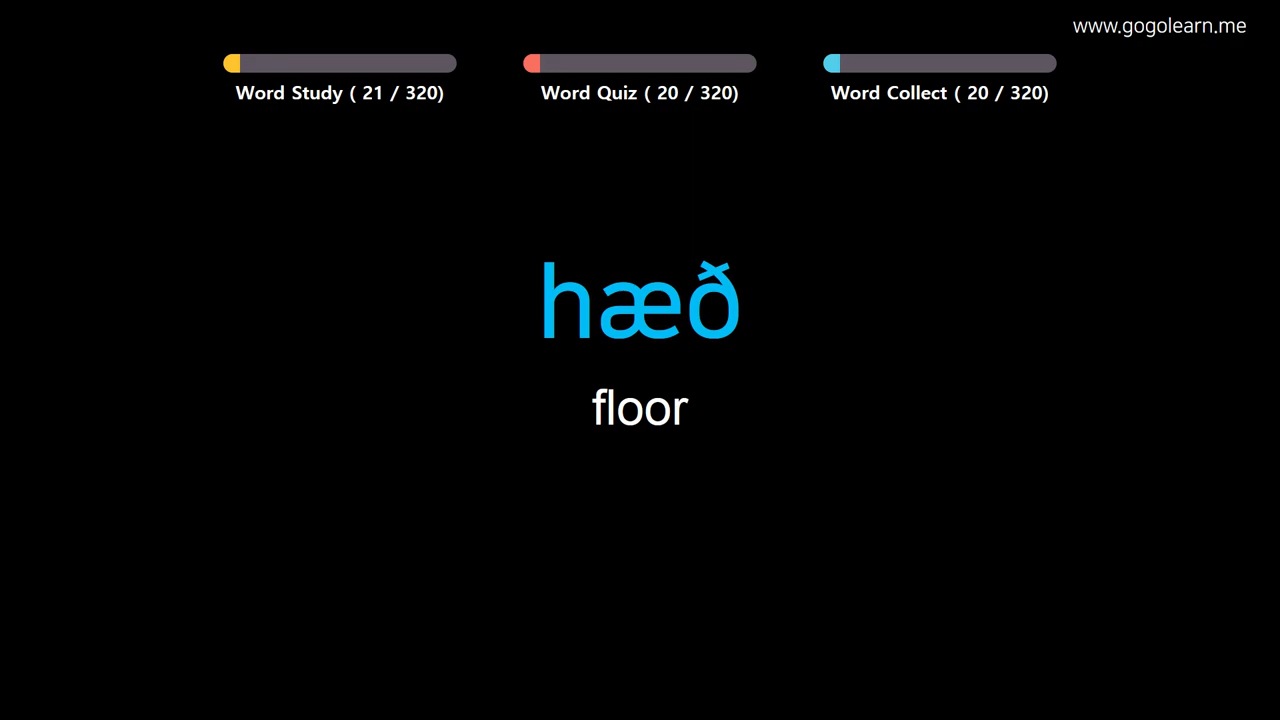 www.gogolearn.me
Word Study ( 21 / 320)
Word Quiz ( 20 / 320)
Word Collect ( 20 / 320)
hæð
floor